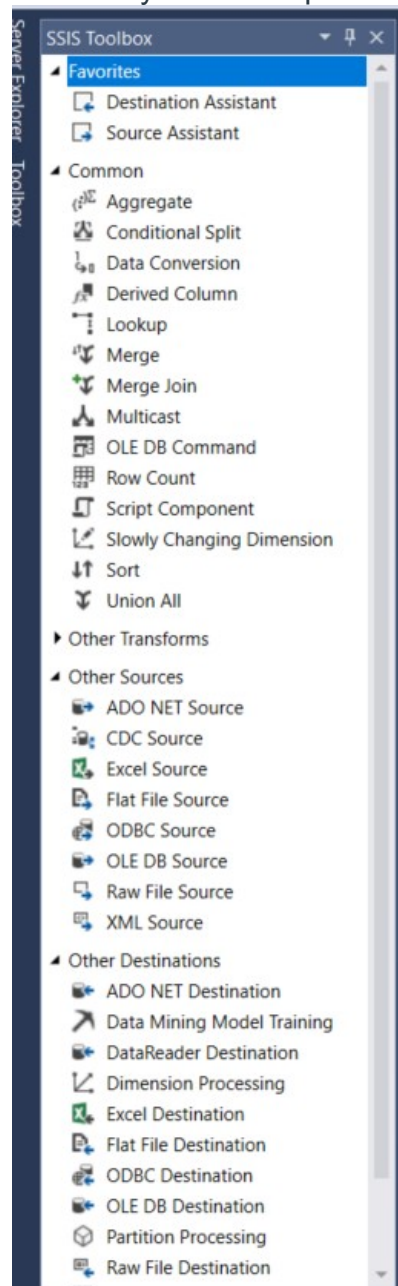 Server Explorer
Toolbox
SSIS Toolbox
Favorites
Destination Assistant
Source Assistant
Common
Aggregate
Conditional Split
Data Conversion
Derived Column
Lookup
Merge
Merge Join
Multicast
OLE DB Command
Row Count
Script Component
Slowly Changing Dimension
Sort
Union All
Other Transforms
Other Sources
ADO NET Source
CDC Source
Excel Source
Flat File Source
ODBC Source
OLE DB Source
Raw File Source
XML Source
Other Destinations
ADO NET Destination
Data Mining Model Training
DataReader Destination
Dimension Processing
Excel Destination
Flat File Destination
ODBC Destination
OLE DB Destination
Partition Processing
Raw File Destination